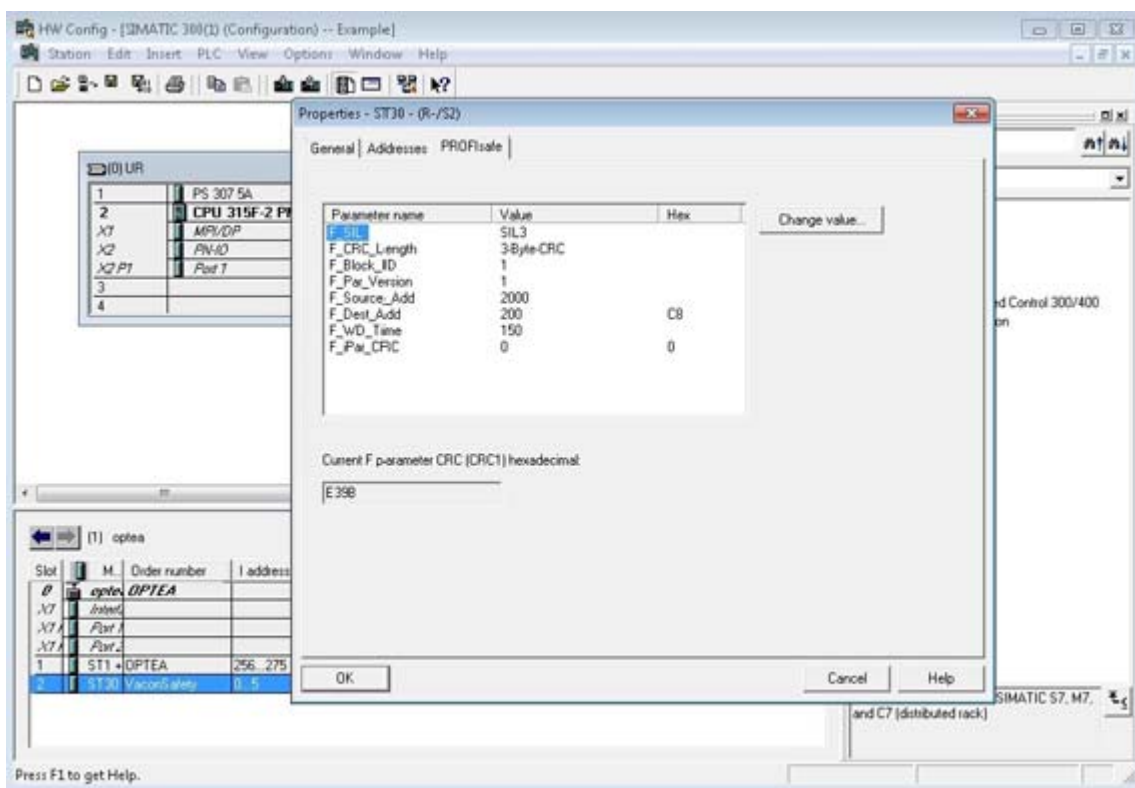 HW Config - [SIMATIC 300(1) (Configuration) -- Example]
Station Edit Insert PLC View Options Window Help
Properties - ST30 - (R-/S2)
General Addresses PROFIsafe
(0) UR
1 PS 307 5A
2 CPU 315F-2 PN
X1 MPI/DP
X2 PN-IO
X2 P1 Port 1
3
4
Parameter name Value Hex
F_SIL SIL3
F_CRC_Length 3-Byte-CRC
F_Block_ID 1
F_Par_Version 1
F_Source_Add 2000
F_Dest_Add 200 C8
F_WD_Time 150
F_iPar_CRC 0 0
Change value...
Current F parameter CRC (CRC1) hexadecimal:
E39B
ed Control 300/400
on
(1) optea
Slot M... Order number I address
0 optea OPTEA
X1 Interf
X1 Port 1
X1 Port 2
1 ST1 + OPTEA 256...275
2 ST30 VaconSafety 0...5
OK Cancel Help
SIMATIC S7, M7,
and C7 (distributed rack)
Press F1 to get Help.